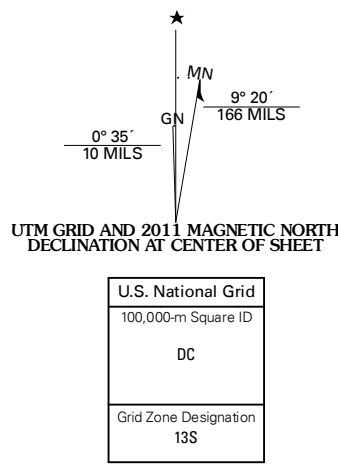 MN
GN
9° 20´
166 MILS
0° 35´
10 MILS
UTM GRID AND 2011 MAGNETIC NORTH
DECLINATION AT CENTER OF SHEET
U.S. National Grid
100,000-m Square ID
DC
Grid Zone Designation
13S